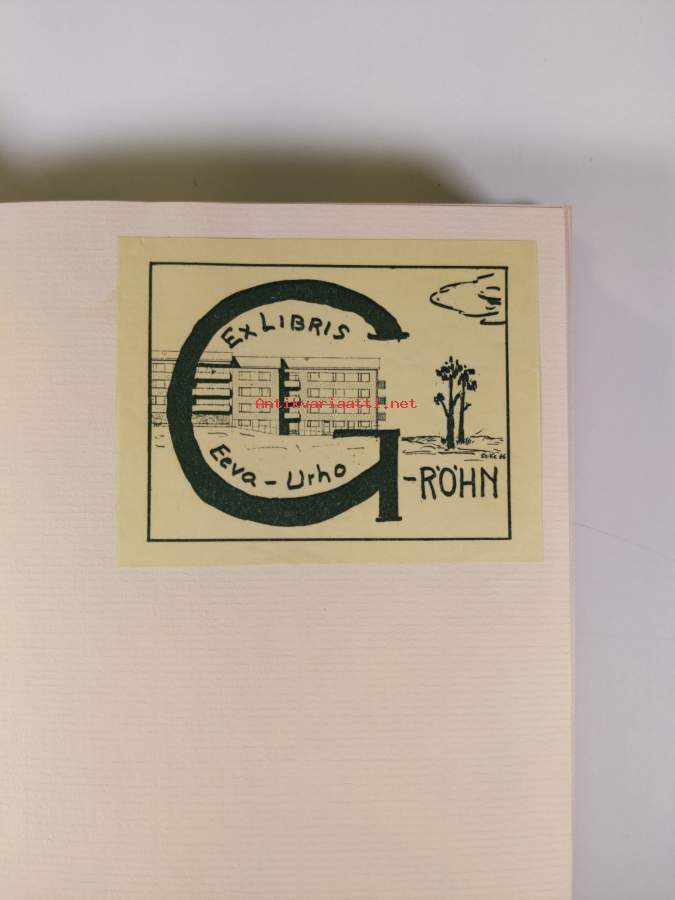 EX LIBRIS
Antikvariaatti.net
Eeva - Urho
G -RÖHN